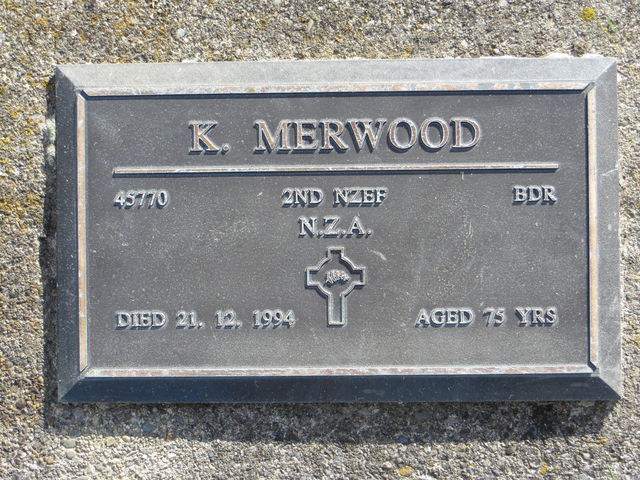 K. MERWOOD
45770 2ND NZEF BDR
N.Z.A.
DIED 21. 12. 1994 AGED 75 YRS